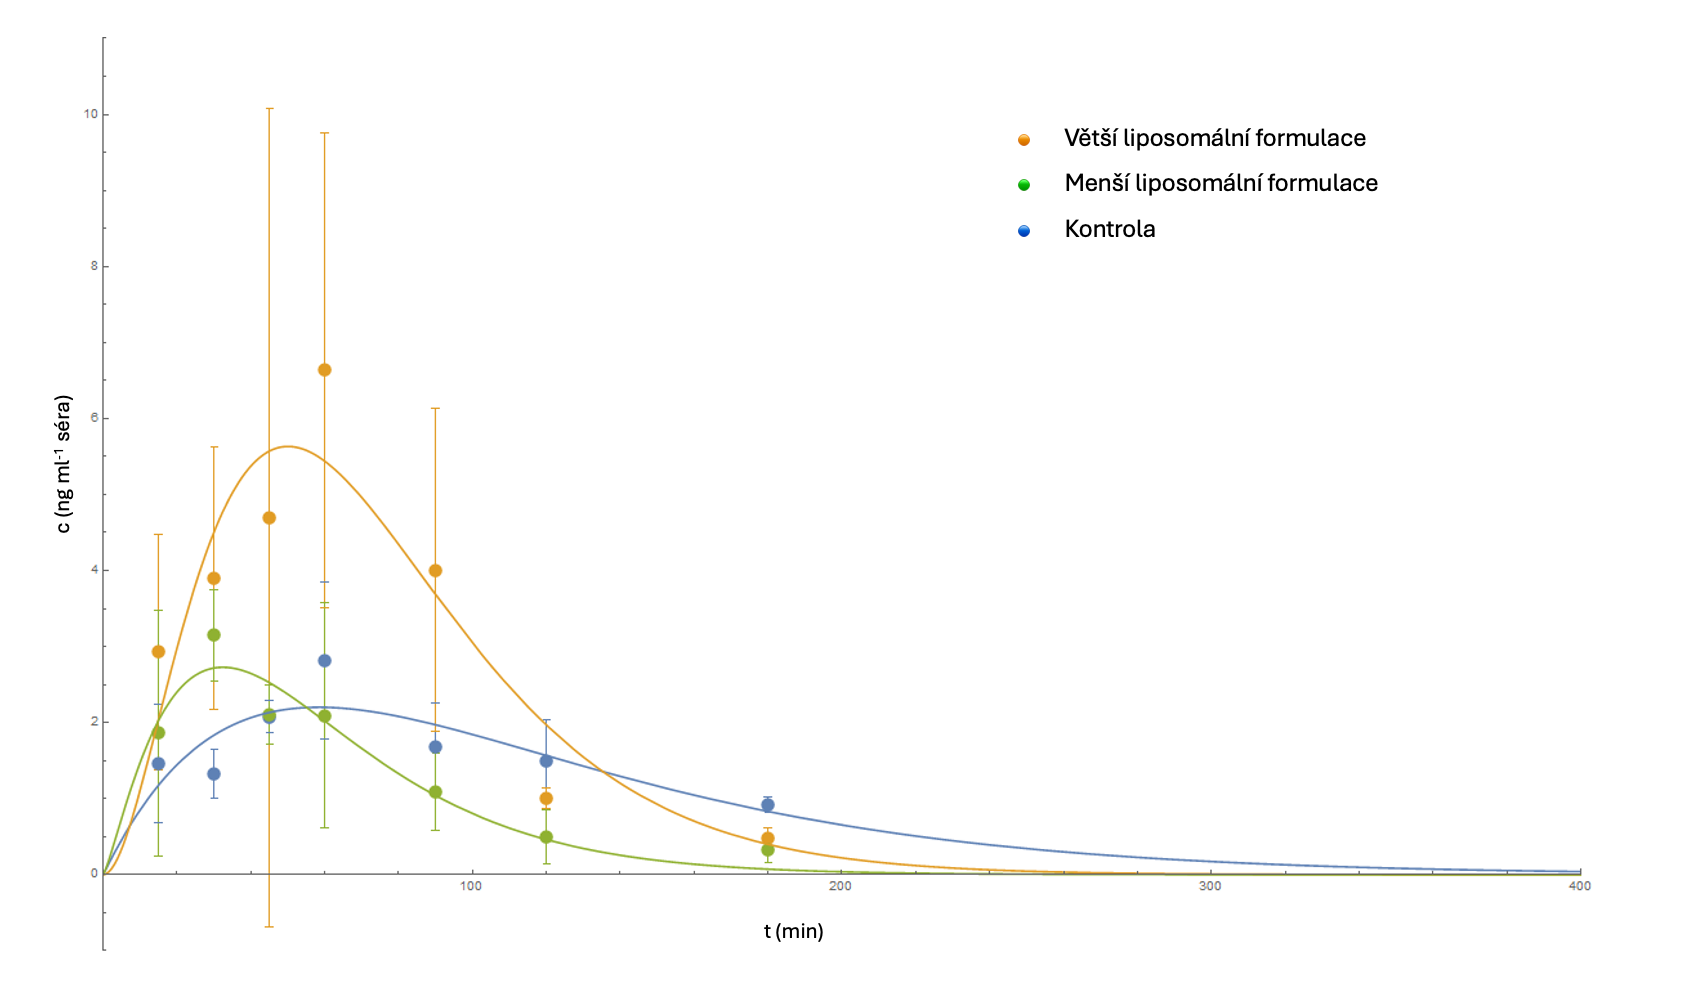 10
Větší liposomální formulace
Menší liposomální formulace
Kontrola
8
6
c (ng ml⁻¹ séra)
4
2
0
100
200
300
400
t (min)